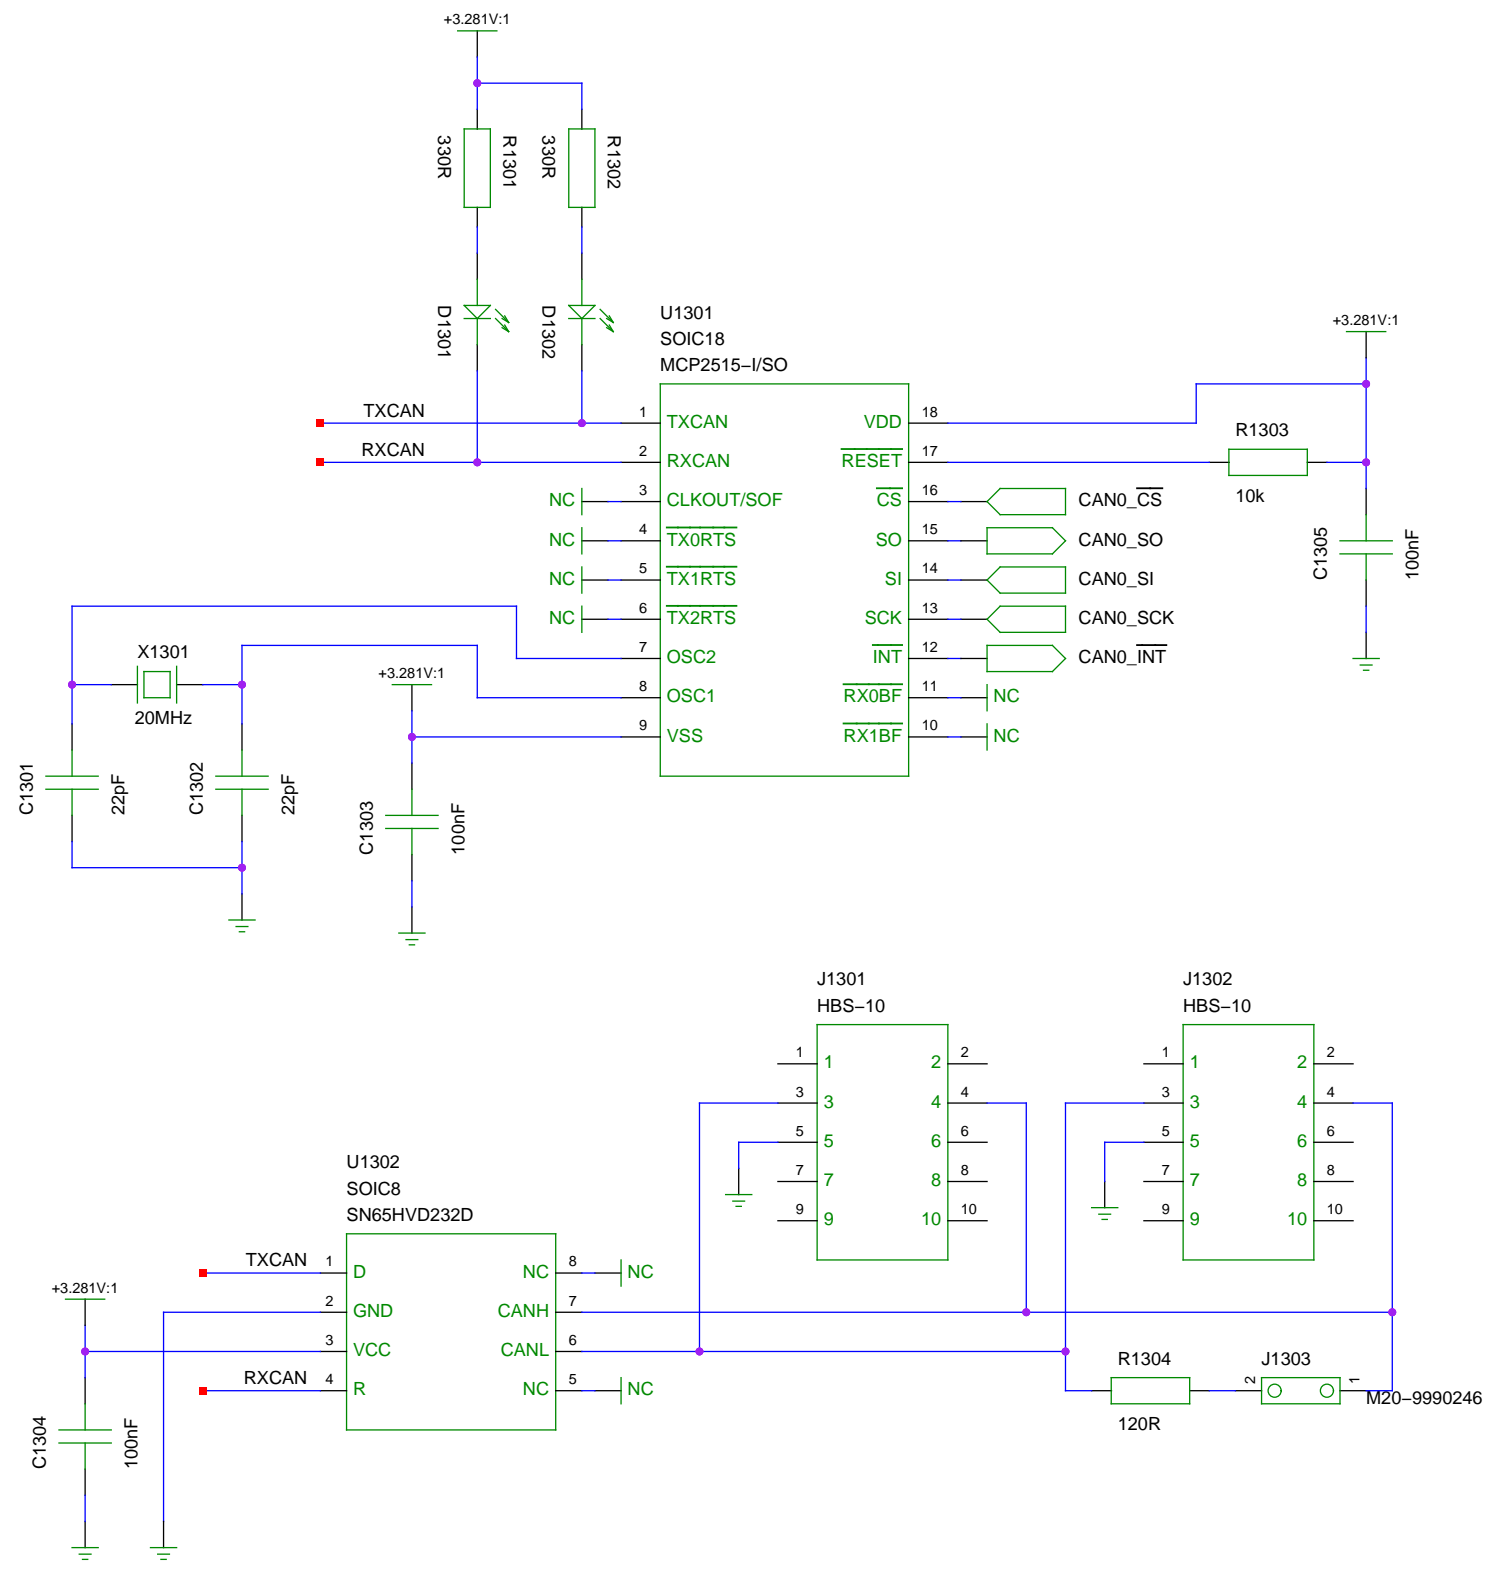 +3.281V:1
330R
R1301
330R
R1302
D1301
D1302
U1301
SOIC18
MCP2515-I/SO
+3.281V:1
TXCAN
1 TXCAN
VDD 18
RXCAN
2 RXCAN
RESET 17
R1303
10k
NC
3 CLKOUT/SOF
CS 16
CAN0_CS
NC
4 TX0RTS
SO 15
CAN0_SO
NC
5 TX1RTS
SI 14
CAN0_SI
NC
6 TX2RTS
SCK 13
CAN0_SCK
C1305
100nF
7 OSC2
INT 12
CAN0_INT
8 OSC1
RX0BF 11
NC
9 VSS
RX1BF 10
NC
X1301
20MHz
+3.281V:1
C1301
22pF
C1302
22pF
C1303
100nF
J1301
HBS-10
1 1
2 2
3 3
4 4
5 5
6 6
7 7
8 8
9 9
10 10
J1302
HBS-10
1 1
2 2
3 3
4 4
5 5
6 6
7 7
8 8
9 9
10 10
U1302
SOIC8
SN65HVD232D
TXCAN
1 D
NC 8
NC
+3.281V:1
2 GND
CANH 7
3 VCC
CANL 6
RXCAN
4 R
NC 5
NC
R1304
120R
J1303
2
1
M20-9990246
C1304
100nF